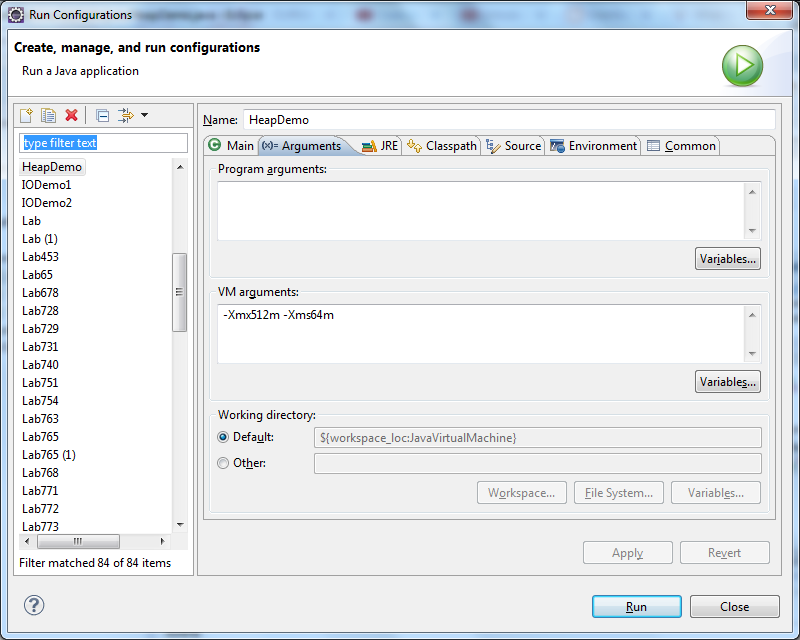 Run Configurations
Create, manage, and run configurations
Run a Java application
type filter text
HeapDemo
IODemo1
IODemo2
Lab
Lab (1)
Lab453
Lab65
Lab678
Lab728
Lab729
Lab731
Lab740
Lab751
Lab754
Lab763
Lab765
Lab765 (1)
Lab768
Lab771
Lab772
Lab773
Filter matched 84 of 84 items
Name: HeapDemo
Main (x)= Arguments JRE Classpath Source Environment Common
Program arguments:
Variables...
VM arguments:
-Xmx512m -Xms64m
Variables...
Working directory:
Default: ${workspace_loc:JavaVirtualMachine}
Other:
Workspace... File System... Variables...
Apply Revert
? Run Close